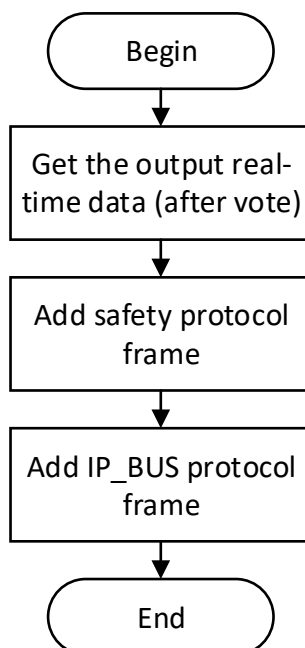 Begin
Get the output real-
time data (after vote)
Add safety protocol
frame
Add IP_BUS protocol
frame
End